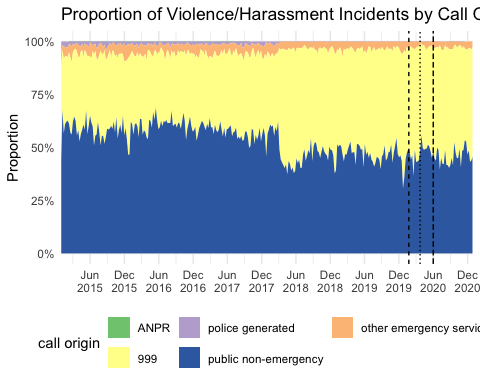 Proportion of Violence/Harassment Incidents by Call
Proportion
100%
75%
50%
25%
0%
Jun Dec Jun Dec Jun Dec Jun Dec Jun Dec Jun Dec
2015 2015 2016 2016 2017 2017 2018 2018 2019 2019 2020 2020
call origin
ANPR police generated other emergency
999 public non-emergency